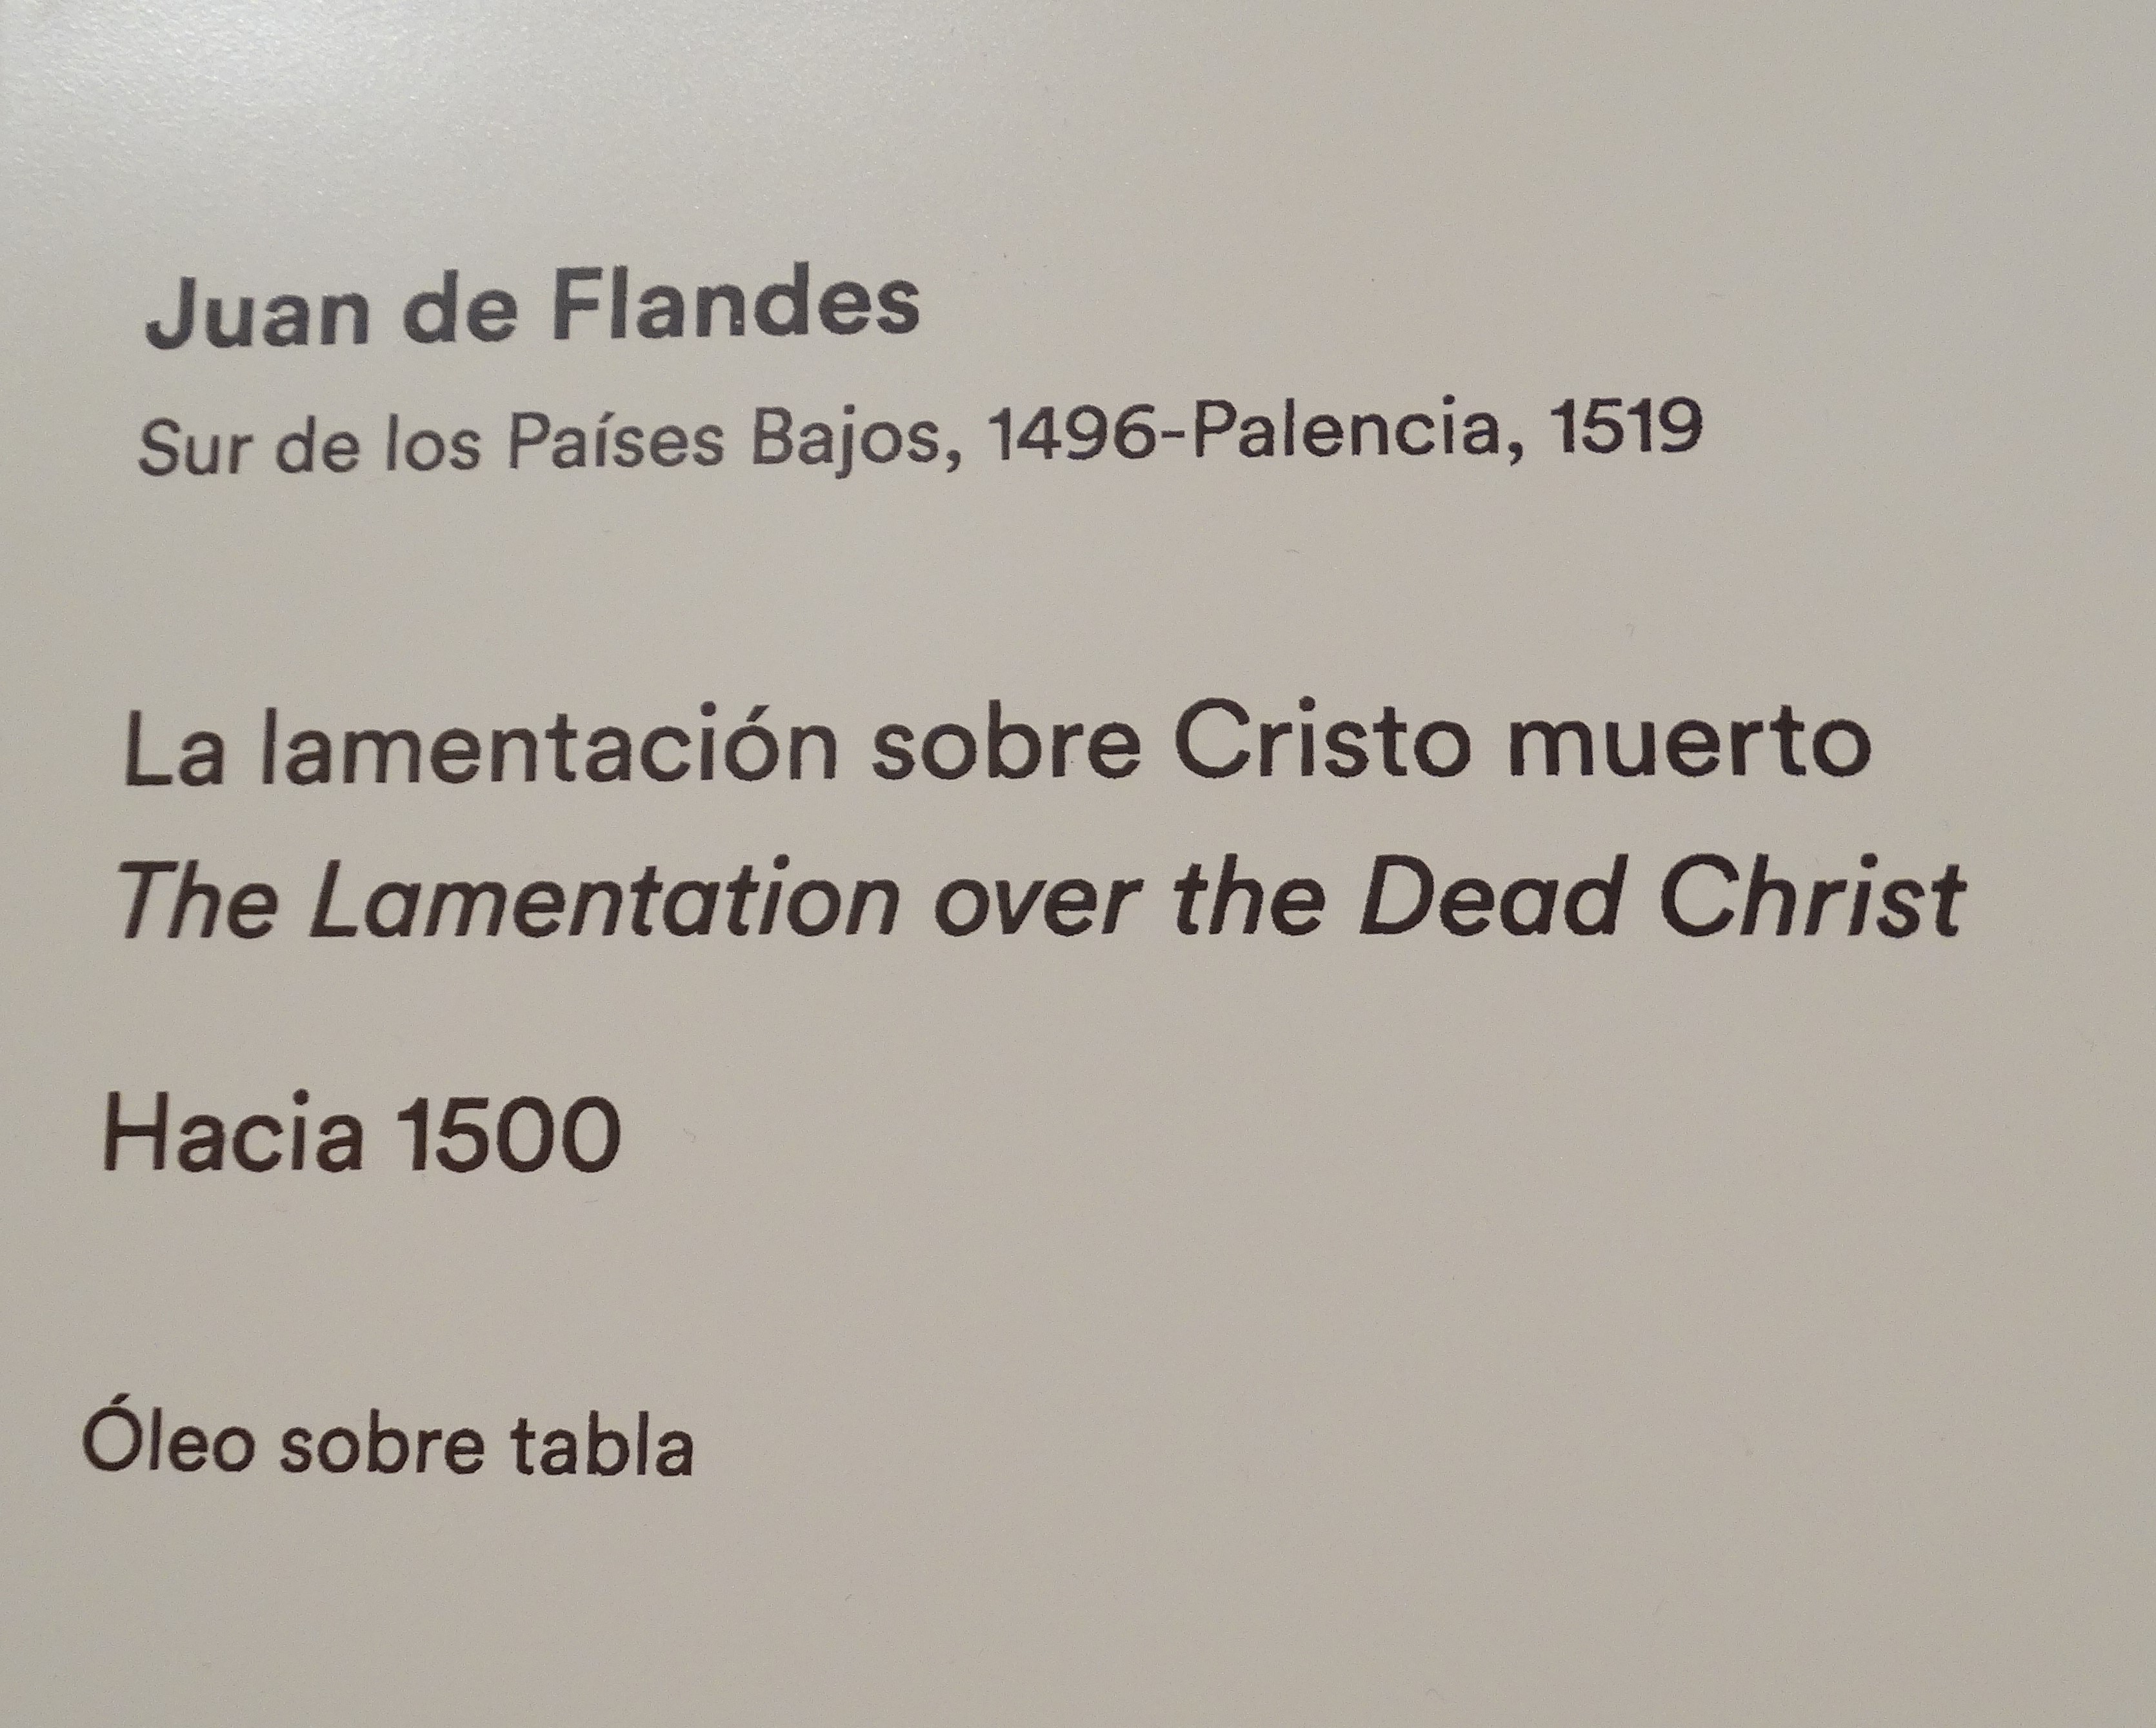 Juan de Flandes
Sur de los Países Bajos, 1496-Palencia, 1519
La lamentación sobre Cristo muerto
The Lamentation over the Dead Christ
Hacia 1500
Óleo sobre tabla